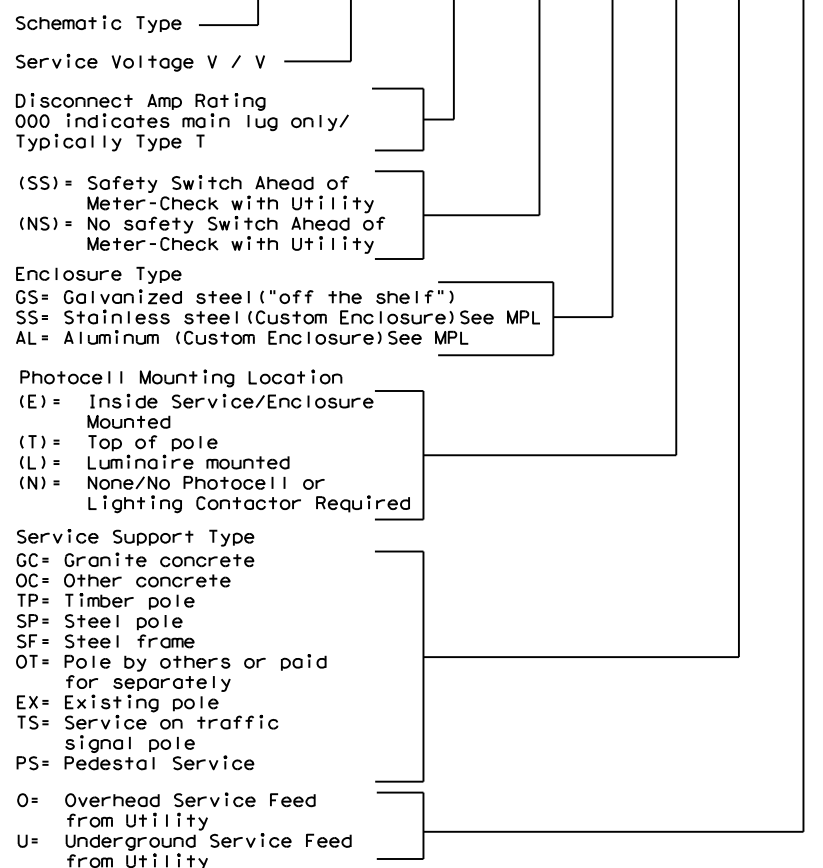 Schematic Type
Service Voltage V / V
Disconnect Amp Rating
000 indicates main lug only/
Typically Type T
(SS)= Safety Switch Ahead of
Meter-Check with Utility
(NS)= No safety Switch Ahead of
Meter-Check with Utility
Enclosure Type
GS= Galvanized steel("off the shelf")
SS= Stainless steel(Custom Enclosure)See MPL
AL= Aluminum (Custom Enclosure)See MPL
Photocell Mounting Location
(E)= Inside Service/Enclosure
Mounted
(T)= Top of pole
(L)= Luminaire mounted
(N)= None/No Photocell or
Lighting Contactor Required
Service Support Type
GC= Granite concrete
OC= Other concrete
TP= Timber pole
SP= Steel pole
SF= Steel frame
OT= Pole by others or paid
for separately
EX= Existing pole
TS= Service on traffic
signal pole
PS= Pedestal Service
O= Overhead Service Feed
from Utility
U= Underground Service Feed
from Utility